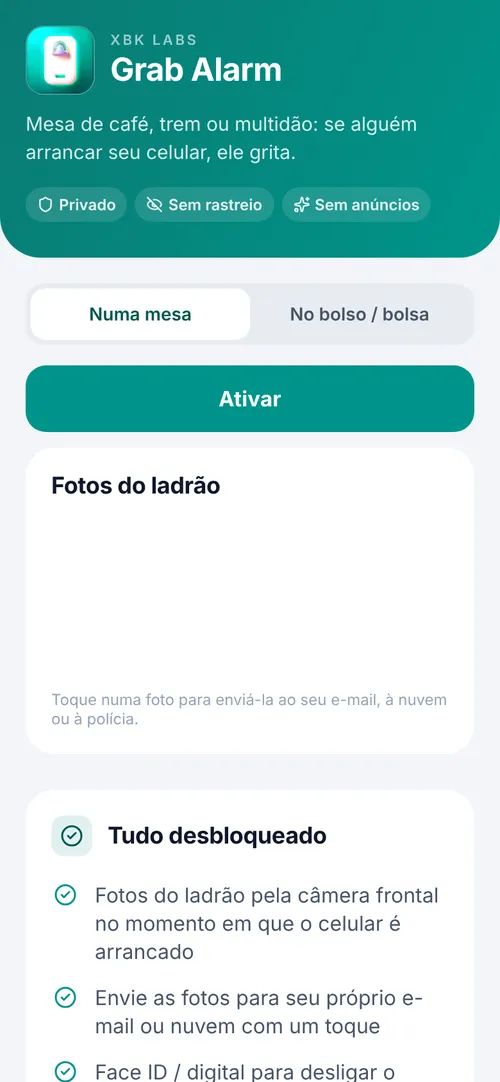 XBK LABS
Grab Alarm
Mesa de café, trem ou multidão: se alguém
arrancar seu celular, ele grita.
Privado
Sem rastreio
Sem anúncios
Numa mesa
No bolso / bolsa
Ativar
Fotos do ladrão
Toque numa foto para enviá-la ao seu e-mail, à nuvem
ou à polícia.
Tudo desbloqueado
Fotos do ladrão pela câmera frontal
no momento em que o celular é
arrancado
Envie as fotos para seu próprio e-
mail ou nuvem com um toque
Face ID / digital para desligar o